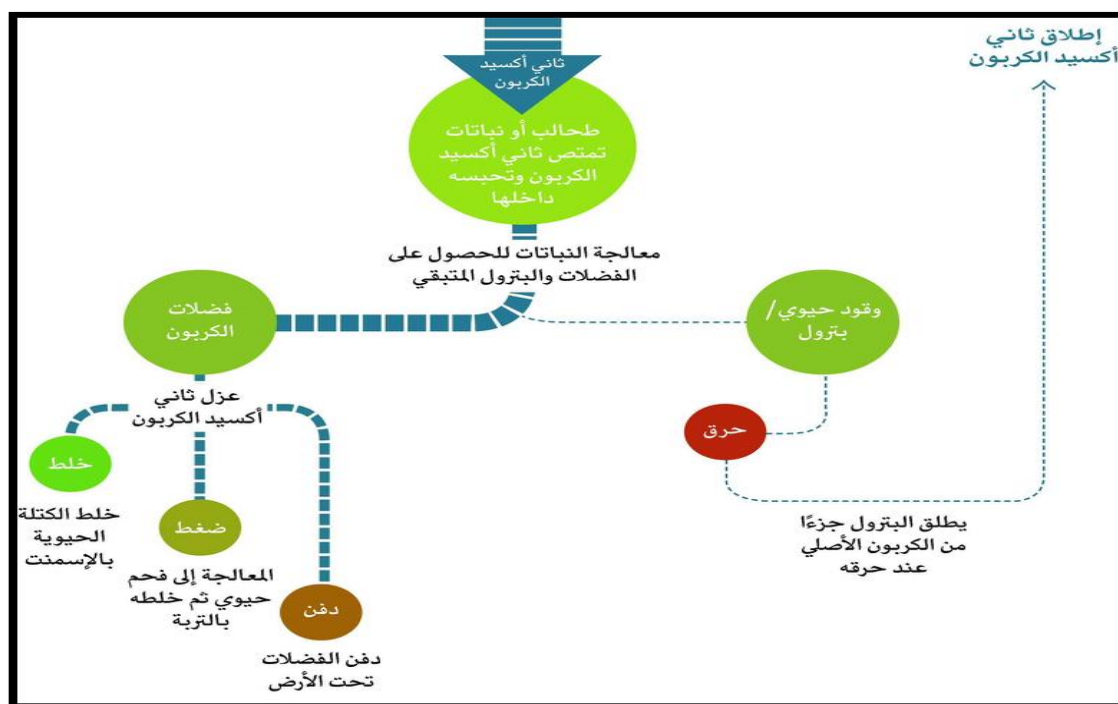 إطلاق ثاني
أكسيد الكربون
ثاني أكسيد
الكربون
طحالب أو نباتات
تمتص ثاني أكسيد
الكربون وتحبسه
داخلها
معالجة النباتات للحصول على
الفضلات والبترول المتبقي
وقود حيوي/
بترول
فضلات
الكربون
حرق
يطلق البترول جزءًا
من الكربون الأصلي
عند حرقه
عزل ثاني
أكسيد الكربون
خلط
خلط الكتلة
الحيوية
بالإسمنت
ضغط
المعالجة إلى فحم
حيوي ثم خلطه
بالتربة
دفن
دفن الفضلات
تحت الأرض